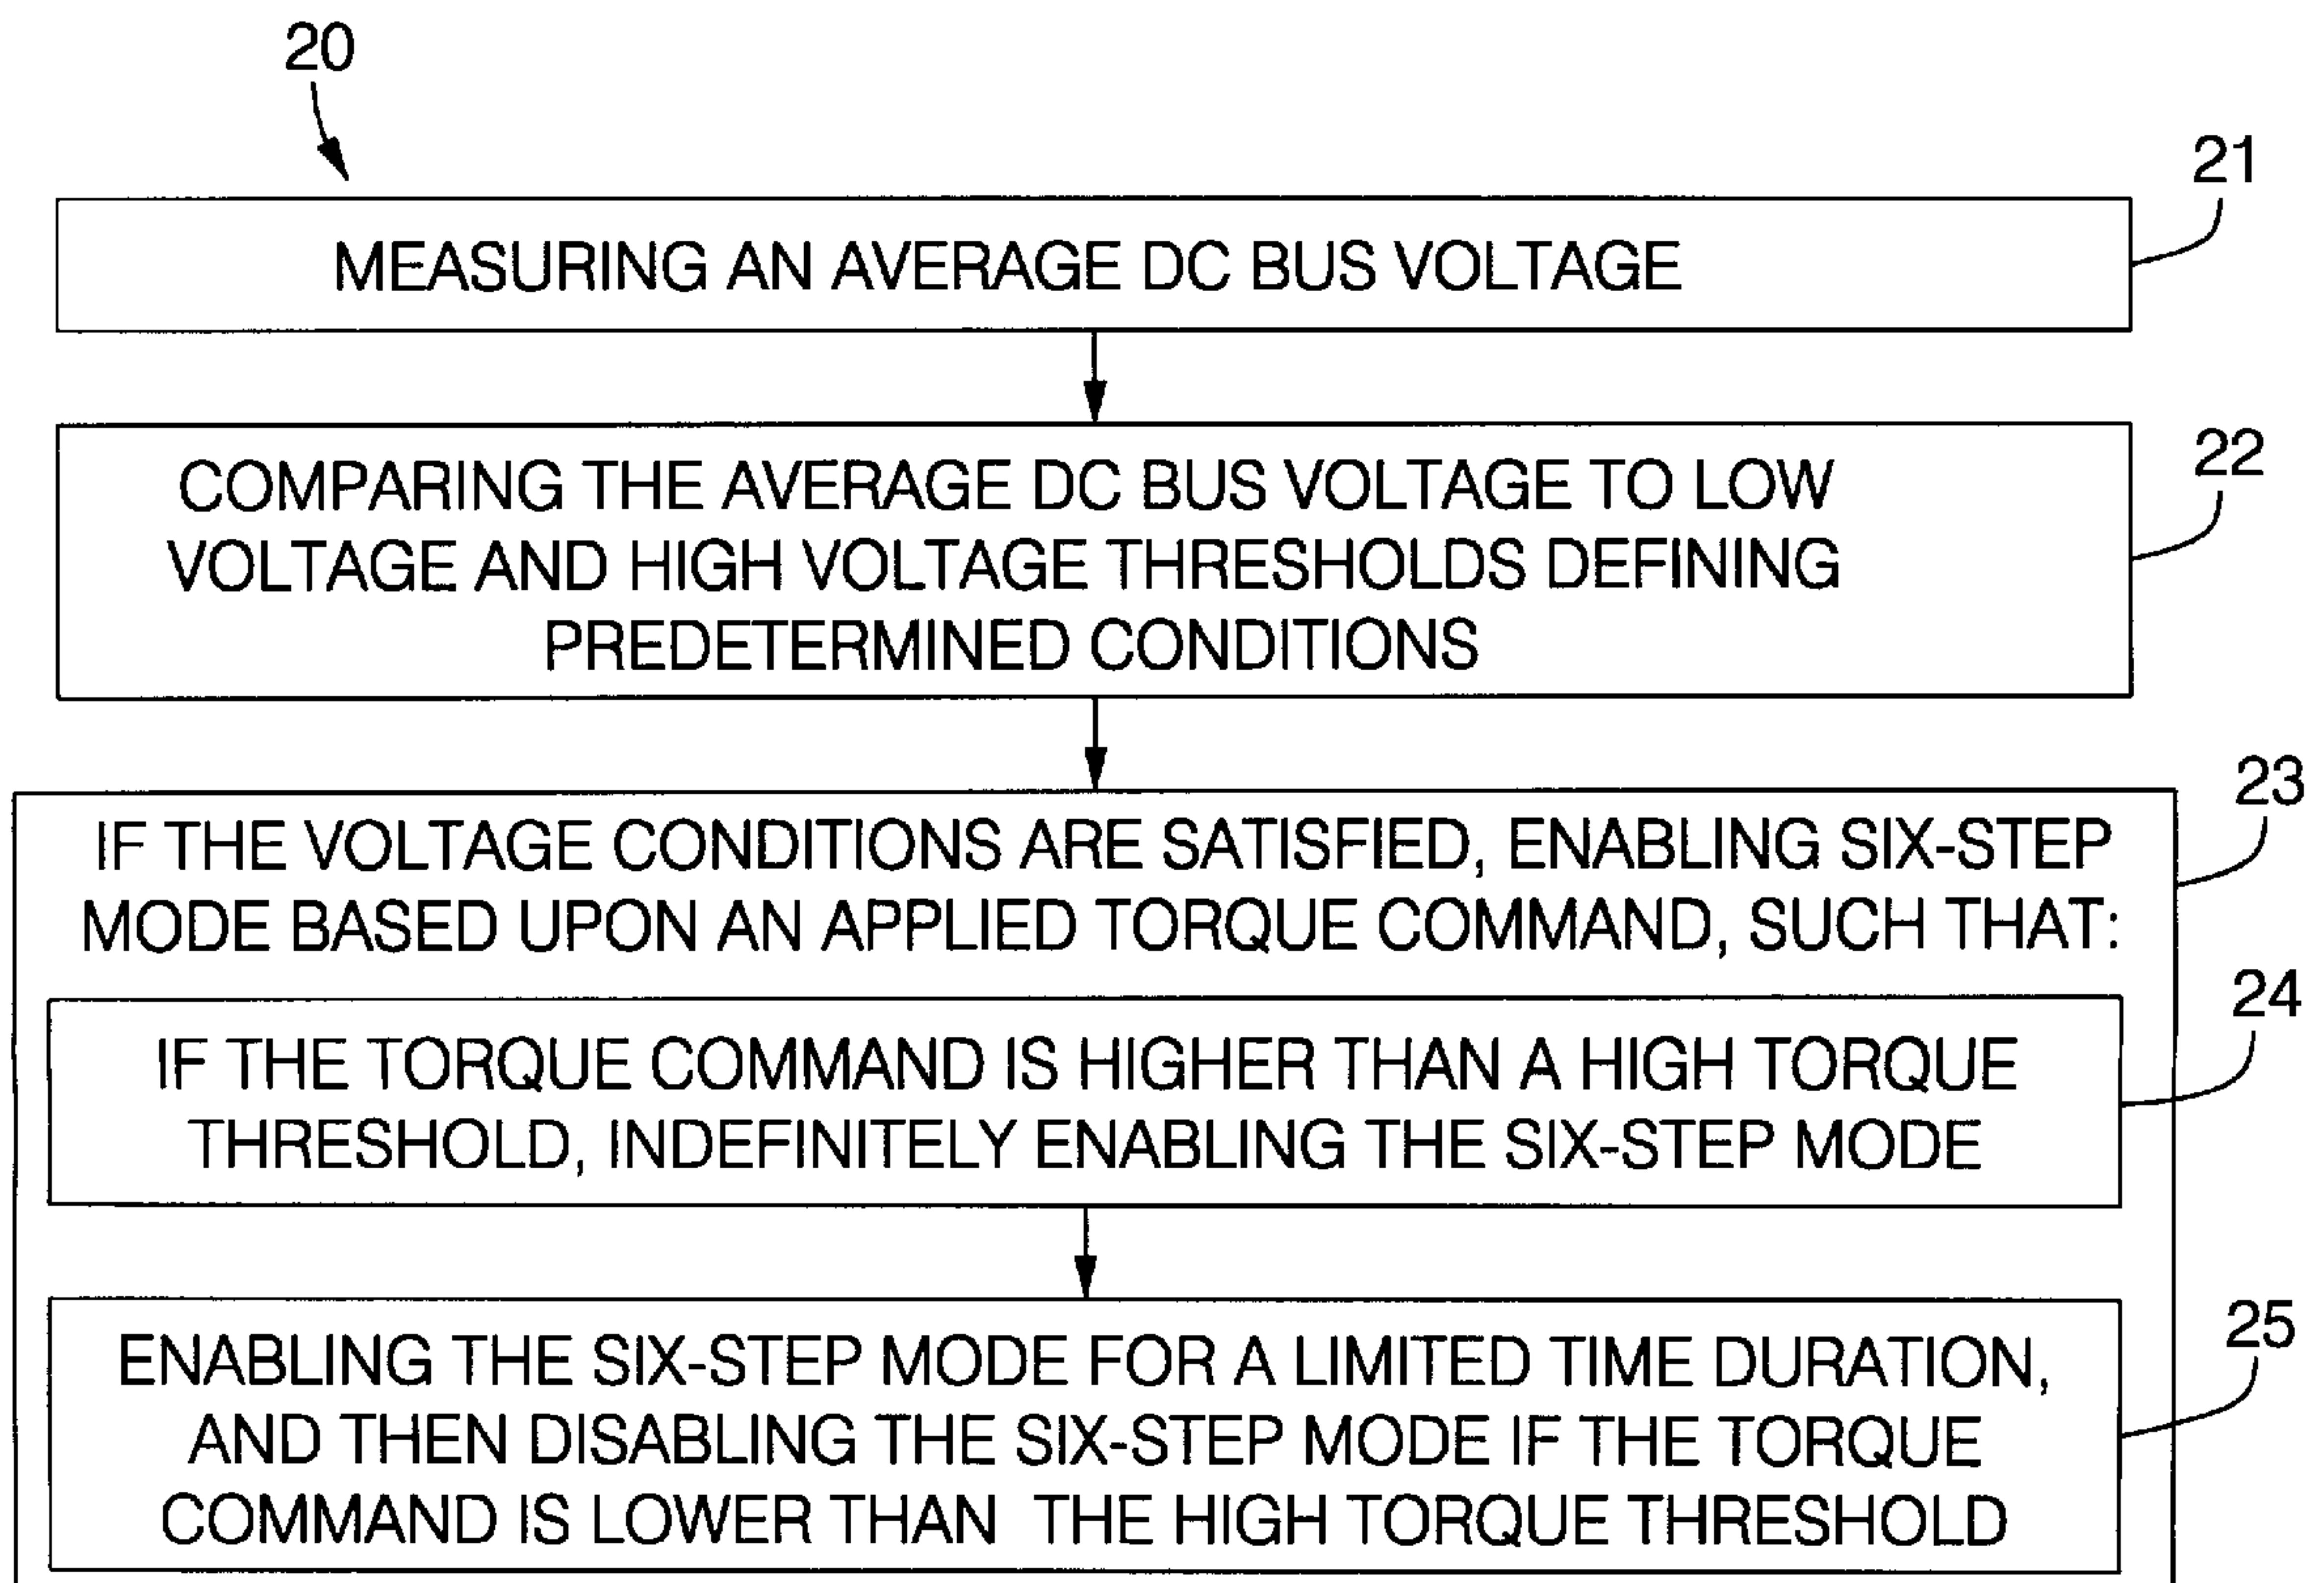 20
21
MEASURING AN AVERAGE DC BUS VOLTAGE
22
COMPARING THE AVERAGE DC BUS VOLTAGE TO LOW
VOLTAGE AND HIGH VOLTAGE THRESHOLDS DEFINING
PREDETERMINED CONDITIONS
23
IF THE VOLTAGE CONDITIONS ARE SATISFIED, ENABLING SIX-STEP
MODE BASED UPON AN APPLIED TORQUE COMMAND, SUCH THAT:
24
IF THE TORQUE COMMAND IS HIGHER THAN A HIGH TORQUE
THRESHOLD, INDEFINITELY ENABLING THE SIX-STEP MODE
25
ENABLING THE SIX-STEP MODE FOR A LIMITED TIME DURATION,
AND THEN DISABLING THE SIX-STEP MODE IF THE TORQUE
COMMAND IS LOWER THAN THE HIGH TORQUE THRESHOLD